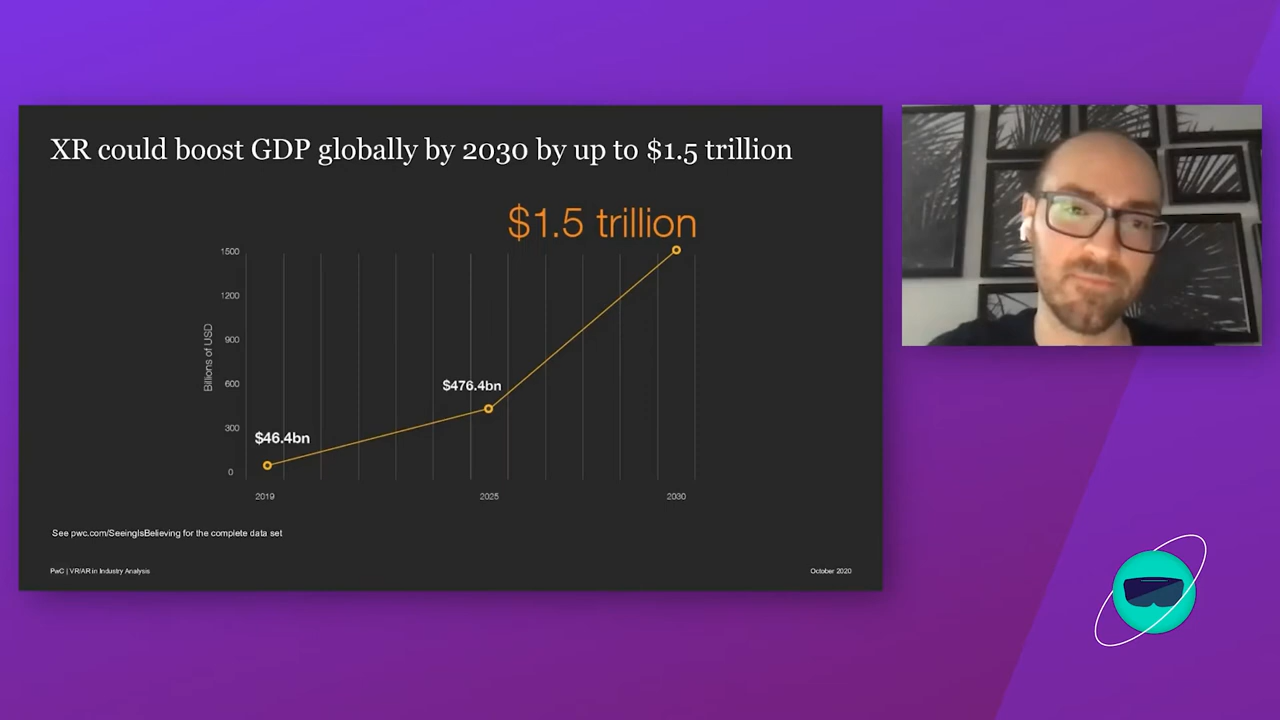 XR could boost GDP globally by 2030 by up to $1.5 trillion
$1.5 trillion
1500
1200
900
600
300
0
Billions of USD
$46.4bn
$476.4bn
2019
2025
2030
See pwc.com/SeeingIsBelieving for the complete data set
PwC | VR/AR in Industry Analysis
October 2020